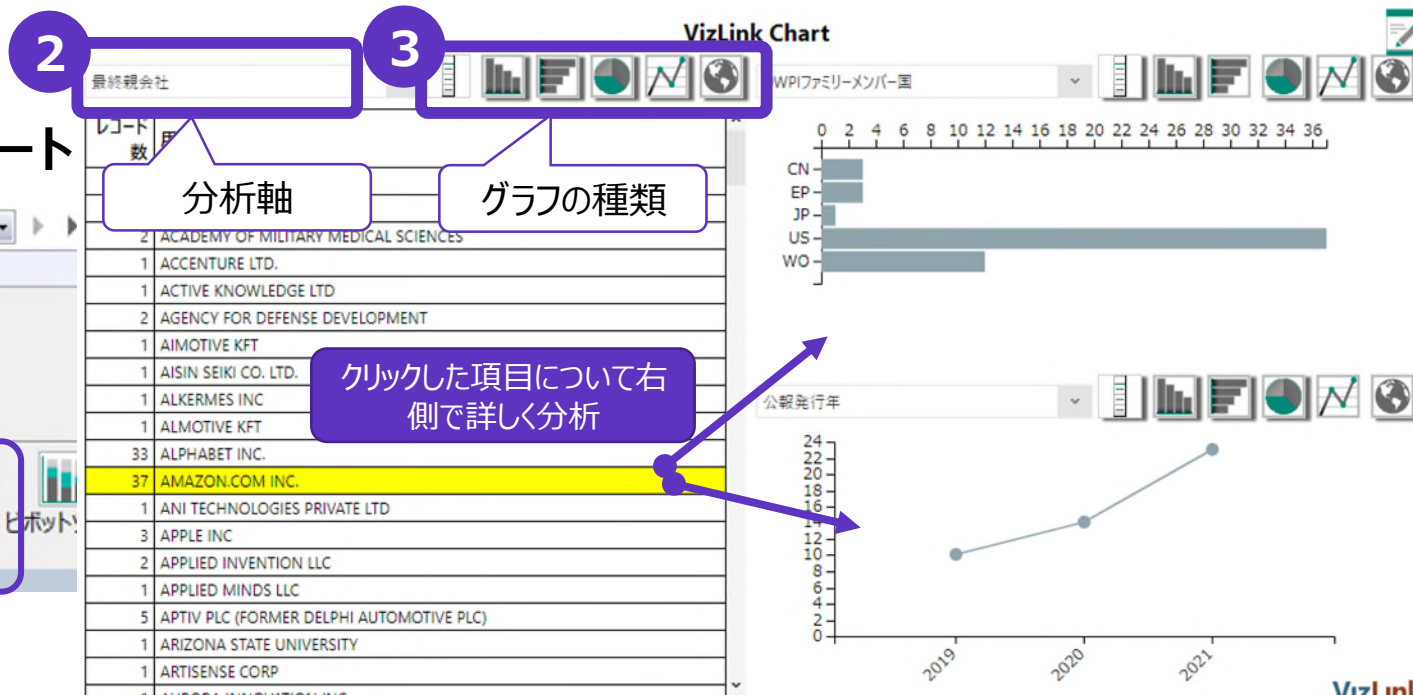 VizLink Chart
2
3
最終親会社
WPIファミリーメンバー国
ート
レコード
数
分析軸
グラフの種類
2 ACADEMY OF MILITARY MEDICAL SCIENCES
1 ACCENTURE LTD.
1 ACTIVE KNOWLEDGE LTD
2 AGENCY FOR DEFENSE DEVELOPMENT
1 AIMOTIVE KFT
1 AISIN SEIKI CO. LTD.
1 ALKERMES INC
1 ALMOTIVE KFT
33 ALPHABET INC.
37 AMAZON.COM INC.
1 ANI TECHNOLOGIES PRIVATE LTD
3 APPLE INC
2 APPLIED INVENTION LLC
1 APPLIED MINDS LLC
5 APTIV PLC (FORMER DELPHI AUTOMOTIVE PLC)
1 ARIZONA STATE UNIVERSITY
1 ARTISENSE CORP
クリックした項目について右
側で詳しく分析
ピボット
0 2 4 6 8 10 12 14 16 18 20 22 24 26 28 30 32 34 36
CN
EP
JP
US
WO
公報発行年
24
22
20
18
16
14
12
10
8
6
4
2
0
2019 2020 2021